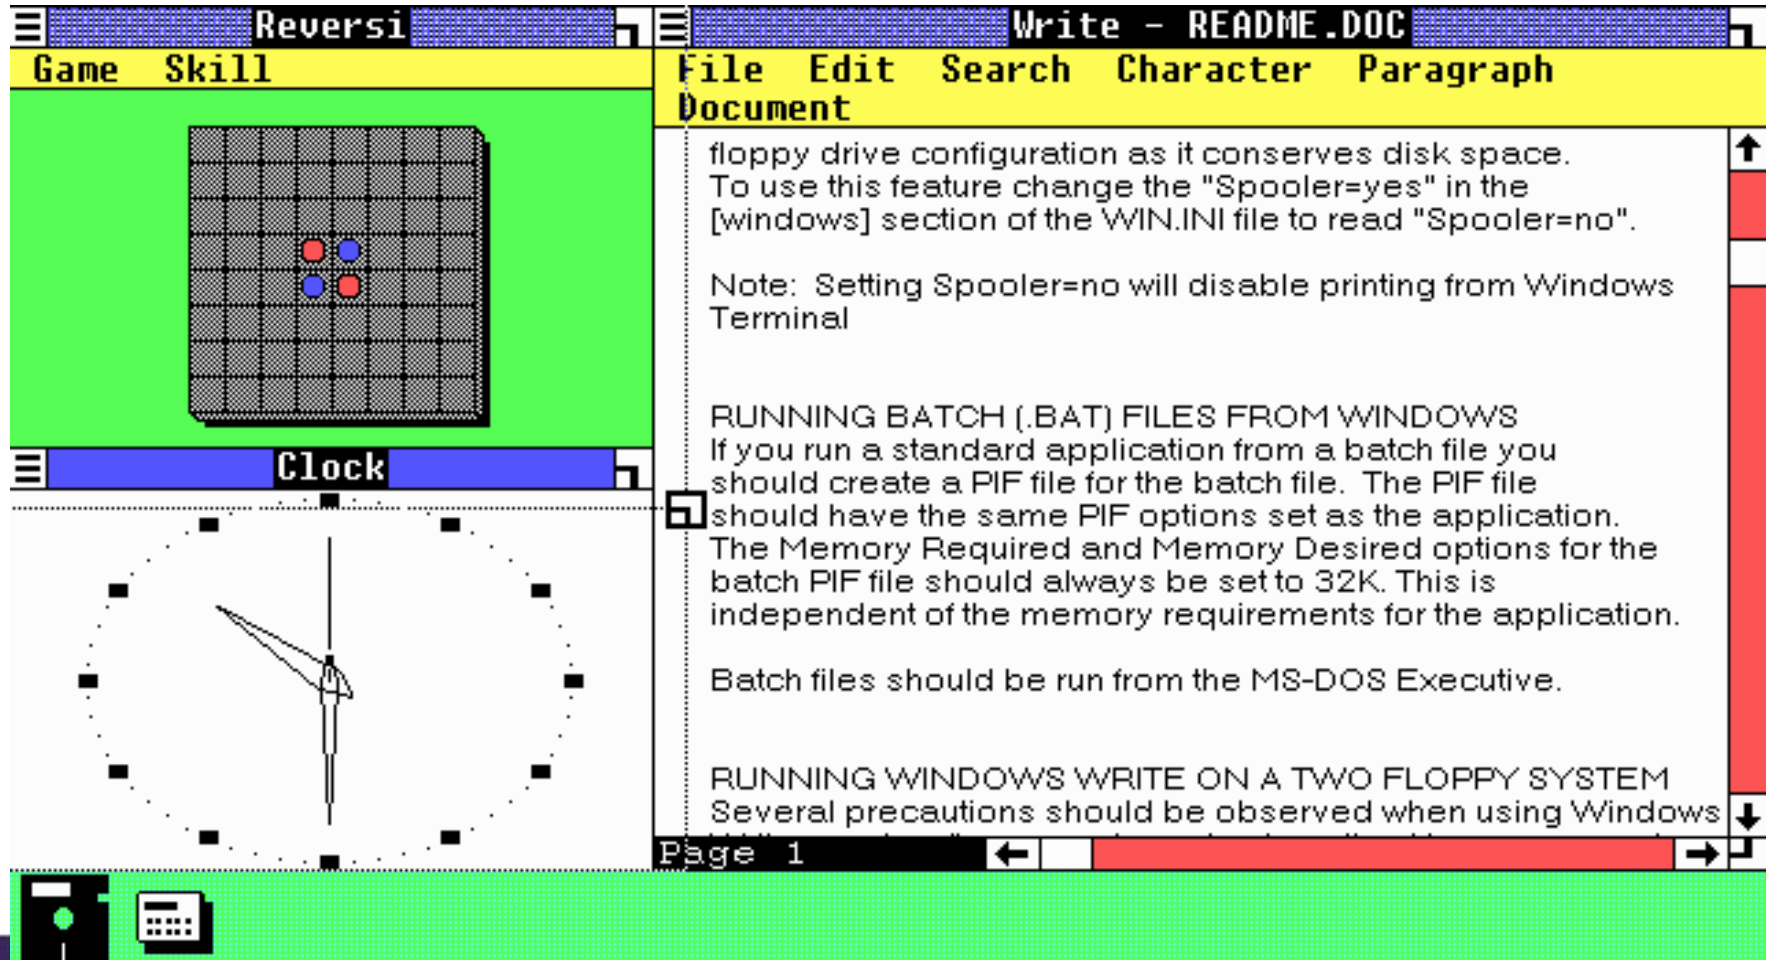 Reversi
Game Skill
Write - README.DOC
File Edit Search Character Paragraph
Document
floppy drive configuration as it conserves disk space.
To use this feature change the "Spooler=yes" in the
[windows] section of the WIN.INI file to read "Spooler=no".
Note: Setting Spooler=no will disable printing from Windows
Terminal
RUNNING BATCH (.BAT) FILES FROM WINDOWS
If you run a standard application from a batch file you
should create a PIF file for the batch file. The PIF file
should have the same PIF options set as the application.
The Memory Required and Memory Desired options for the
batch PIF file should always be set to 32K. This is
independent of the memory requirements for the application.
Batch files should be run from the MS-DOS Executive.
RUNNING WINDOWS WRITE ON A TWO FLOPPY SYSTEM
Several precautions should be observed when using Windows
Page 1
Clock